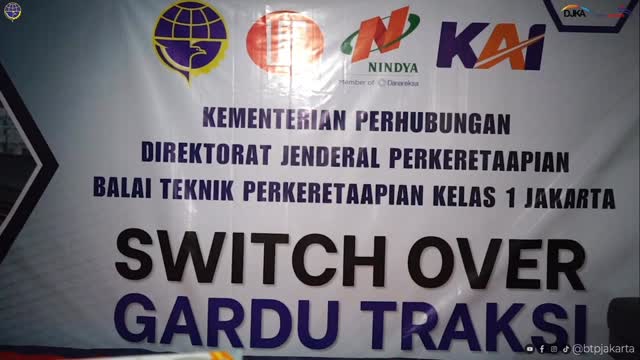 DJKA
NINDYA
KAI
Member of Danareksa
KEMENTERIAN PERHUBUNGAN
DIREKTORAT JENDERAL PERKERETAAPIAN
BALAI TEKNIK PERKERETAAPIAN KELAS 1 JAKARTA
SWITCH OVER
GARDU TRAKSI
@btpjakarta